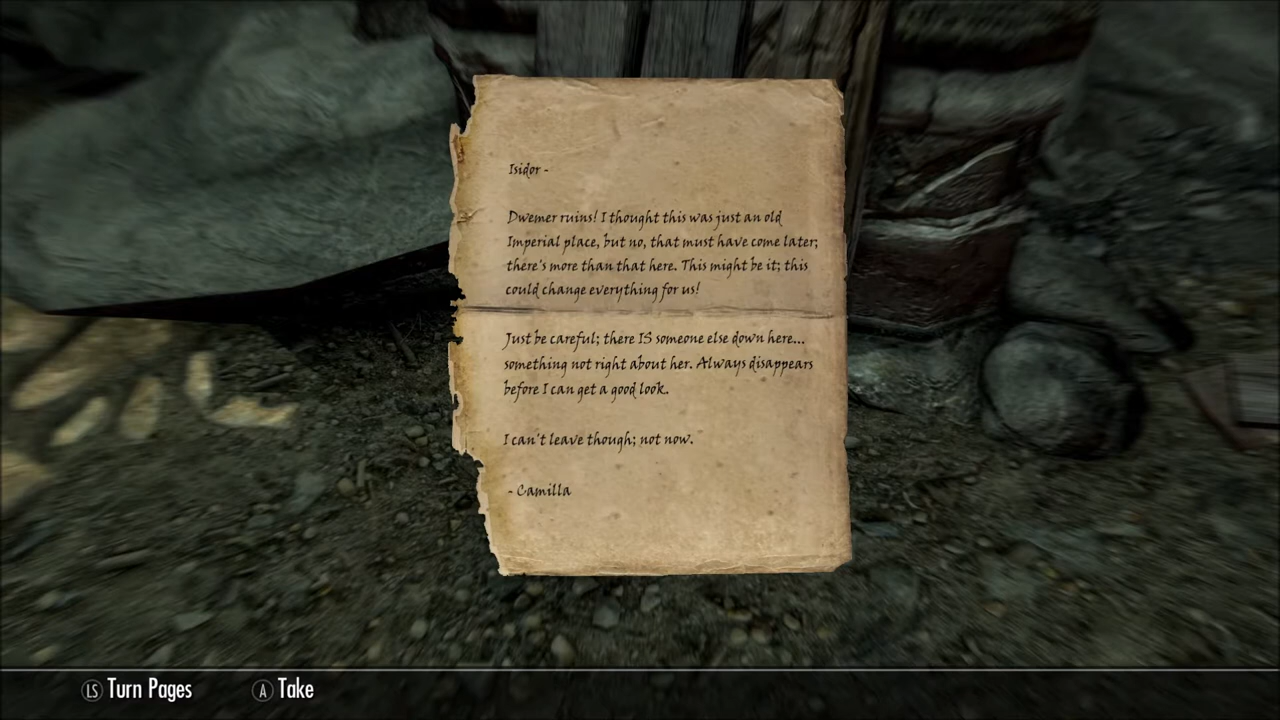 Isidor -
Dwemer ruins! I thought this was just an old
Imperial place, but no, that must have come later;
there's more than that here. This might be it; this
could change everything for us!
Just be careful; there IS someone else down here...
something not right about her. Always disappears
before I can get a good look.
I can't leave though; not now.
- Camilla
LS Turn Pages
A Take